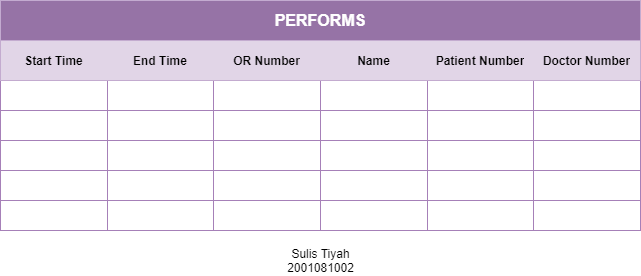 PERFORMS
Start Time End Time OR Number Name Patient Number Doctor Number
Sulis Tiyah
2001081002